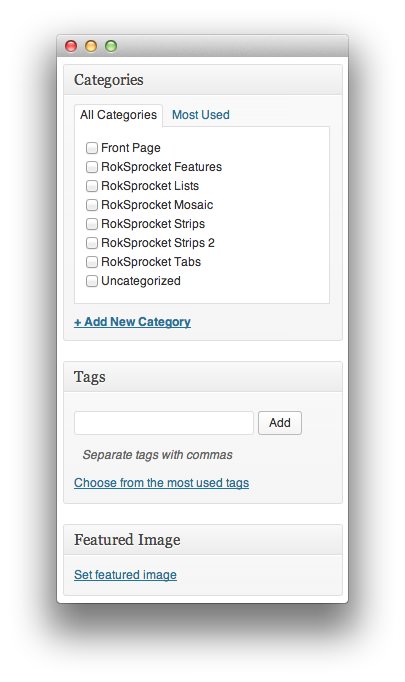 Categories
All Categories Most Used
Front Page
RokSprocket Features
RokSprocket Lists
RokSprocket Mosaic
RokSprocket Strips
RokSprocket Strips 2
RokSprocket Tabs
Uncategorized
+ Add New Category
Tags
Add
Separate tags with commas
Choose from the most used tags
Featured Image
Set featured image